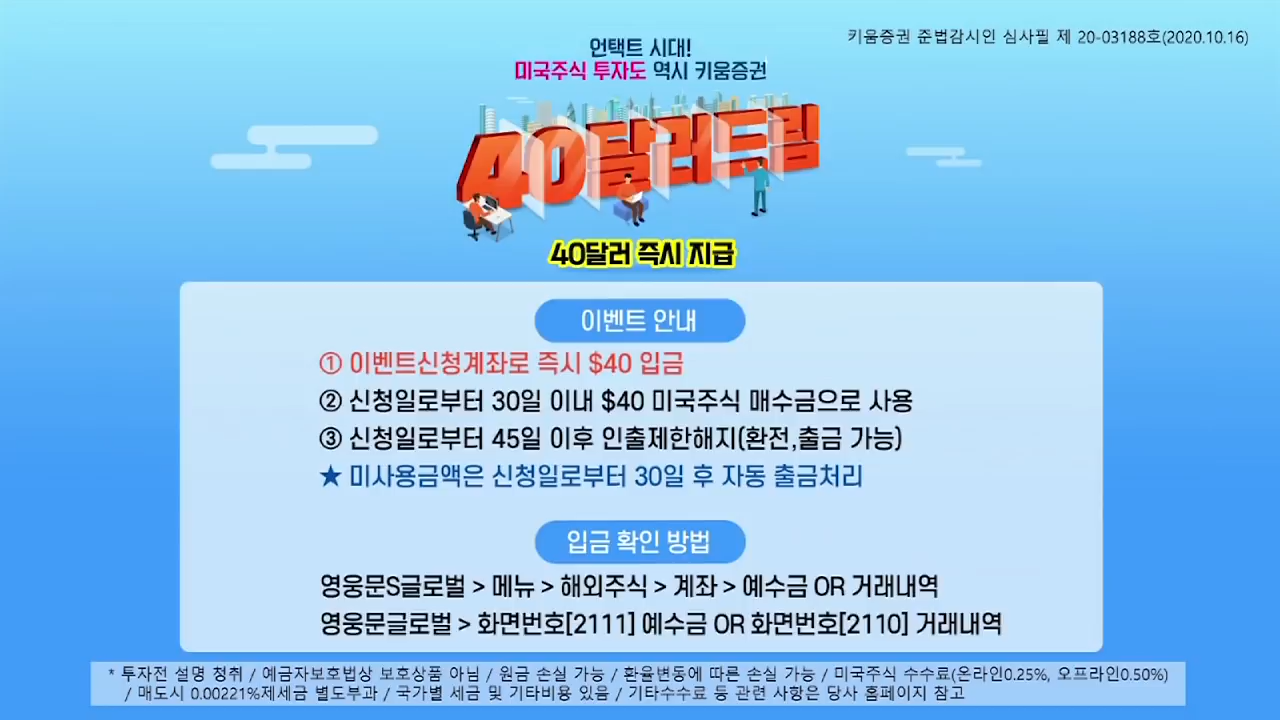 키움증권 준법감시인 심사필 제 20-03188호(2020.10.16)
언택트 시대!
미국주식 투자도 역시 키움증권
40달러드림
40달러 즉시 지급
이벤트 안내
① 이벤트신청계좌로 즉시 $40 입금
② 신청일로부터 30일 이내 $40 미국주식 매수금으로 사용
③ 신청일로부터 45일 이후 인출제한해지(환전,출금 가능)
★ 미사용금액은 신청일로부터 30일 후 자동 출금처리
입금 확인 방법
영웅문S글로벌 > 메뉴 > 해외주식 > 계좌 > 예수금 OR 거래내역
영웅문글로벌 > 화면번호[2111] 예수금 OR 화면번호[2110] 거래내역
* 투자전 설명 청취 / 예금자보호법상 보호상품 아님 / 원금 손실 가능 / 환율변동에 따른 손실 가능 / 미국주식 수수료(온라인0.25%, 오프라인0.50%)
/ 매도시 0.00221%제세금 별도부과 / 국가별 세금 및 기타비용 있음 / 기타수수료 등 관련 사항은 당사 홈페이지 참고